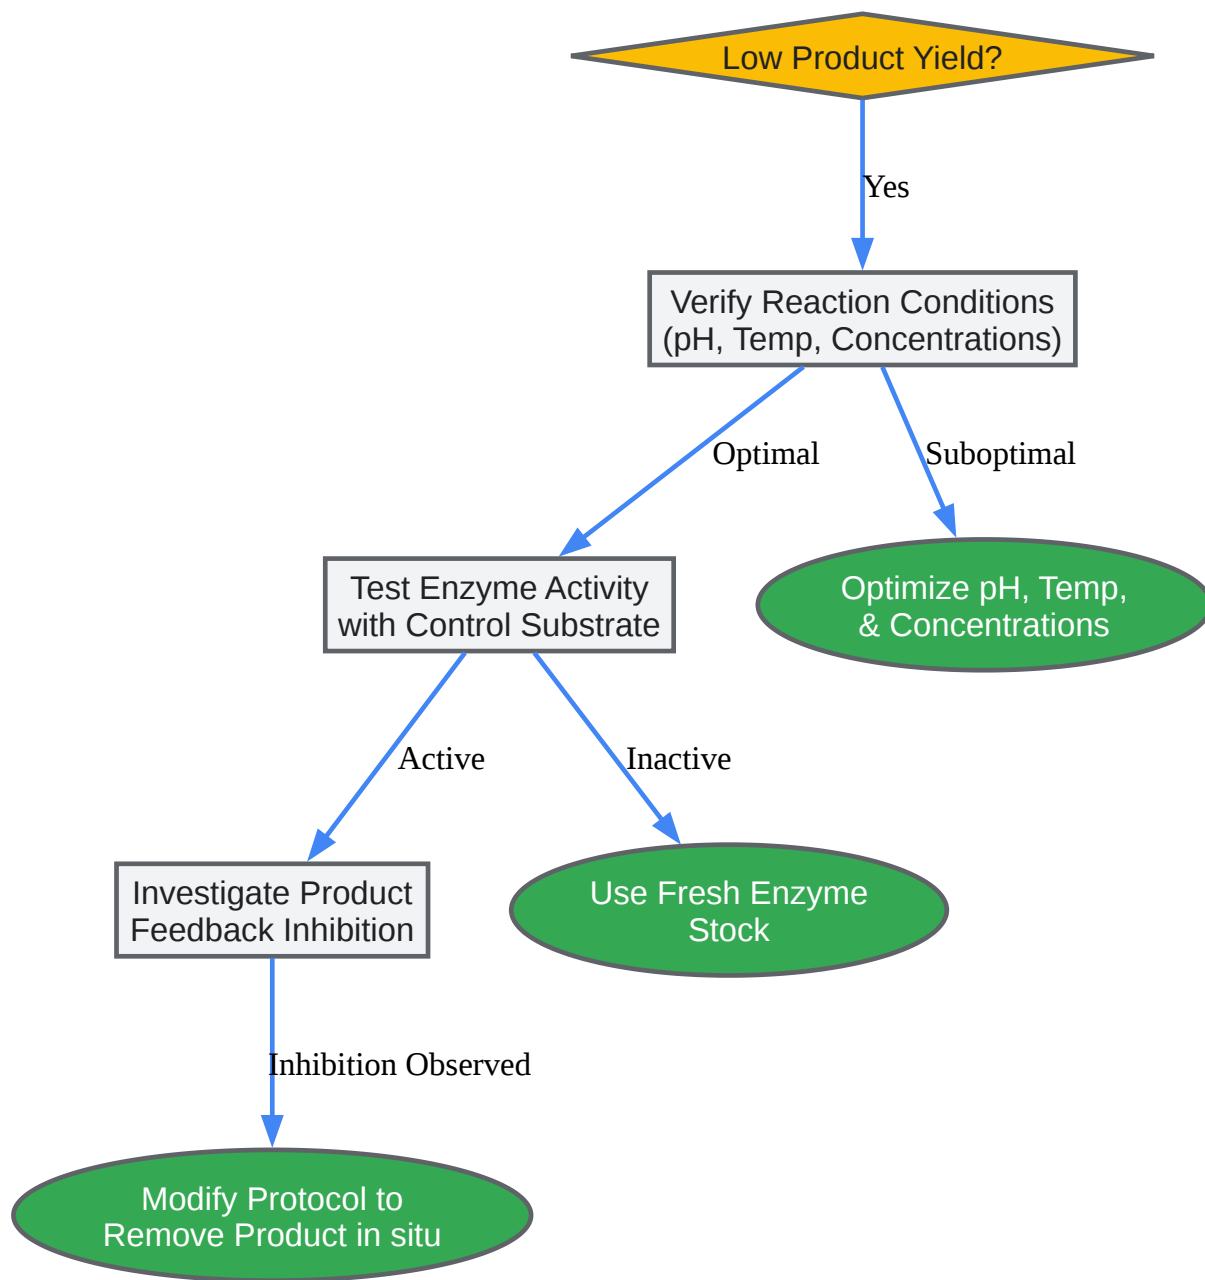 Low Product Yield?
Yes
Verify Reaction Conditions
(pH, Temp, Concentrations)
Optimal
Suboptimal
Test Enzyme Activity
with Control Substrate
Optimize pH, Temp,
& Concentrations
Active
Inactive
Investigate Product
Feedback Inhibition
Use Fresh Enzyme
Stock
Inhibition Observed
Modify Protocol to
Remove Product in situ